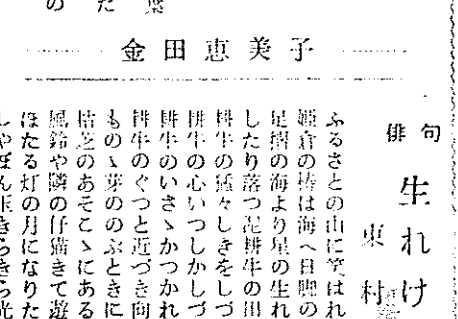 のだ葉
金田恵美子
俳句
生れけ
東村
ふるさとの山に笑はれ
姫倉の椿は海へ日脚の
足摺の海より星の生れ
したり落つ泥耕牛の田
耕牛の猛々しきをしづ
耕牛の心いつしかしづ
耕牛のいさゝかつかれ
耕牛のぐつと近づき向
ものゝ芽ののぶときに
枯芝のあそこゝにある
風鈴や隣の仔猫きて遊
ほたる灯の月になりた
しやぼん玉きらきら光